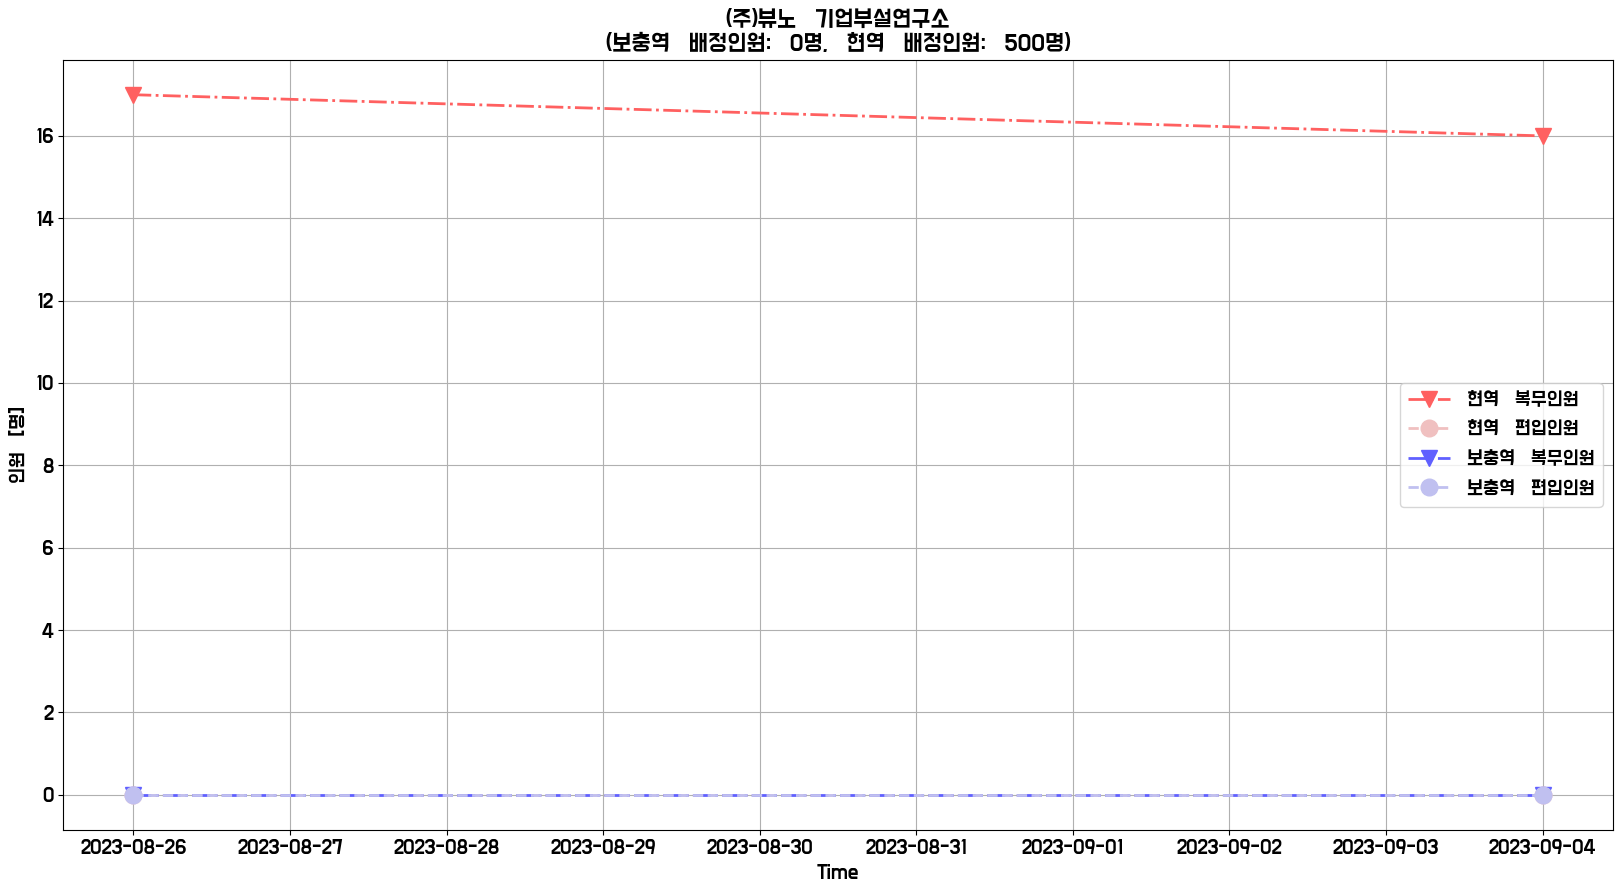 (주)뷰노 기업부설연구소
(보충역 배정인원: 0명, 현역 배정인원: 500명)
인원 [명]
16
14
12
10
8
6
4
2
0
현역 복무인원
현역 편입인원
보충역 복무인원
보충역 편입인원
2023-08-26 2023-08-27 2023-08-28 2023-08-29 2023-08-30 2023-08-31 2023-09-01 2023-09-02 2023-09-03 2023-09-04
Time